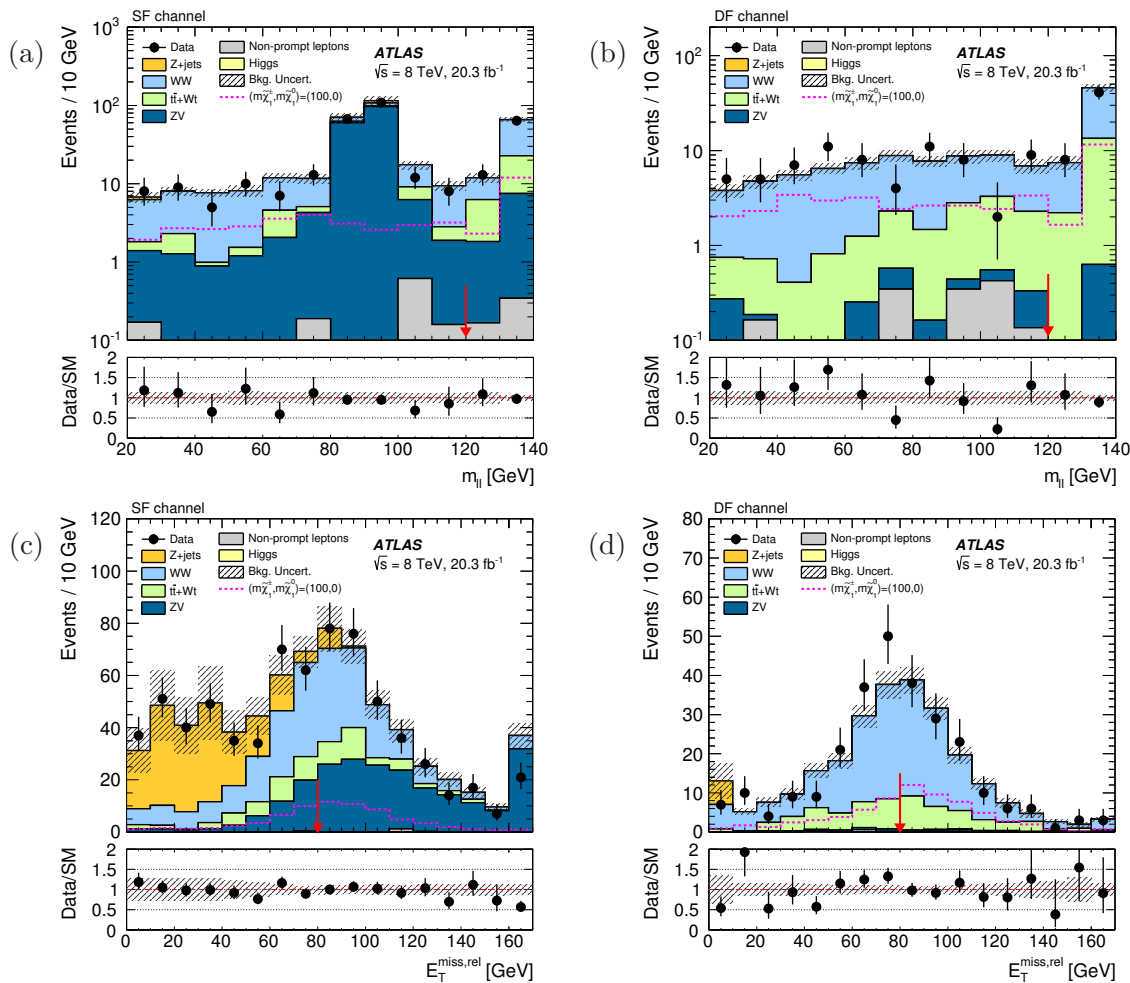 (a)
SF channel
Events / 10 GeV
10³
10²
10
1
10⁻¹
Data
Z+jets
WW
tt̄+Wt
ZV
Non-prompt leptons
Higgs
Bkg. Uncert.
(mχ̃₁±,mχ̃₁⁰)=(100,0)
ATLAS
√s = 8 TeV, 20.3 fb⁻¹
Data/SM
2
1.5
1
0.5
0
20 40 60 80 100 120 140
m_ll [GeV]
(b)
DF channel
Events / 10 GeV
10²
10
1
10⁻¹
Data
Z+jets
WW
tt̄+Wt
ZV
Non-prompt leptons
Higgs
Bkg. Uncert.
(mχ̃₁±,mχ̃₁⁰)=(100,0)
ATLAS
√s = 8 TeV, 20.3 fb⁻¹
Data/SM
2
1.5
1
0.5
0
20 40 60 80 100 120 140
m_ll [GeV]
(c)
SF channel
Events / 10 GeV
120
100
80
60
40
20
0
Data
Z+jets
WW
tt̄+Wt
ZV
Non-prompt leptons
Higgs
Bkg. Uncert.
(mχ̃₁±,mχ̃₁⁰)=(100,0)
ATLAS
√s = 8 TeV, 20.3 fb⁻¹
Data/SM
2
1.5
1
0.5
0
0 20 40 60 80 100 120 140 160
E_T^miss,rel [GeV]
(d)
DF channel
Events / 10 GeV
80
70
60
50
40
30
20
10
0
Data
Z+jets
WW
tt̄+Wt
ZV
Non-prompt leptons
Higgs
Bkg. Uncert.
(mχ̃₁±,mχ̃₁⁰)=(100,0)
ATLAS
√s = 8 TeV, 20.3 fb⁻¹
Data/SM
2
1.5
1
0.5
0
0 20 40 60 80 100 120 140 160
E_T^miss,rel [GeV]